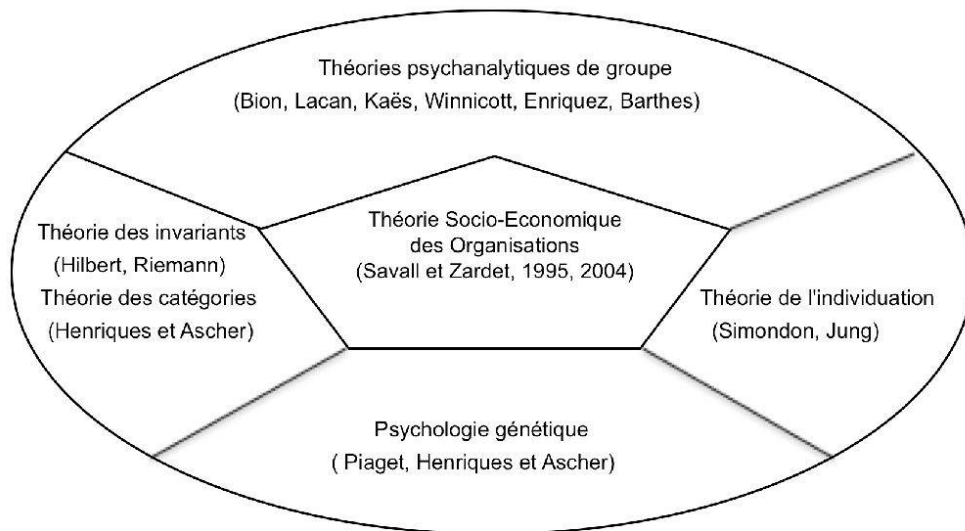 Théories psychanalytiques de groupe
(Bion, Lacan, Kaës, Winnicott, Enriquez, Barthes)
Théorie des invariants
(Hilbert, Riemann)
Théorie des catégories
(Henriques et Ascher)
Théorie Socio-Economique
des Organisations
(Savall et Zardet, 1995, 2004)
Théorie de l'individuation
(Simondon, Jung)
Psychologie génétique
( Piaget, Henriques et Ascher)